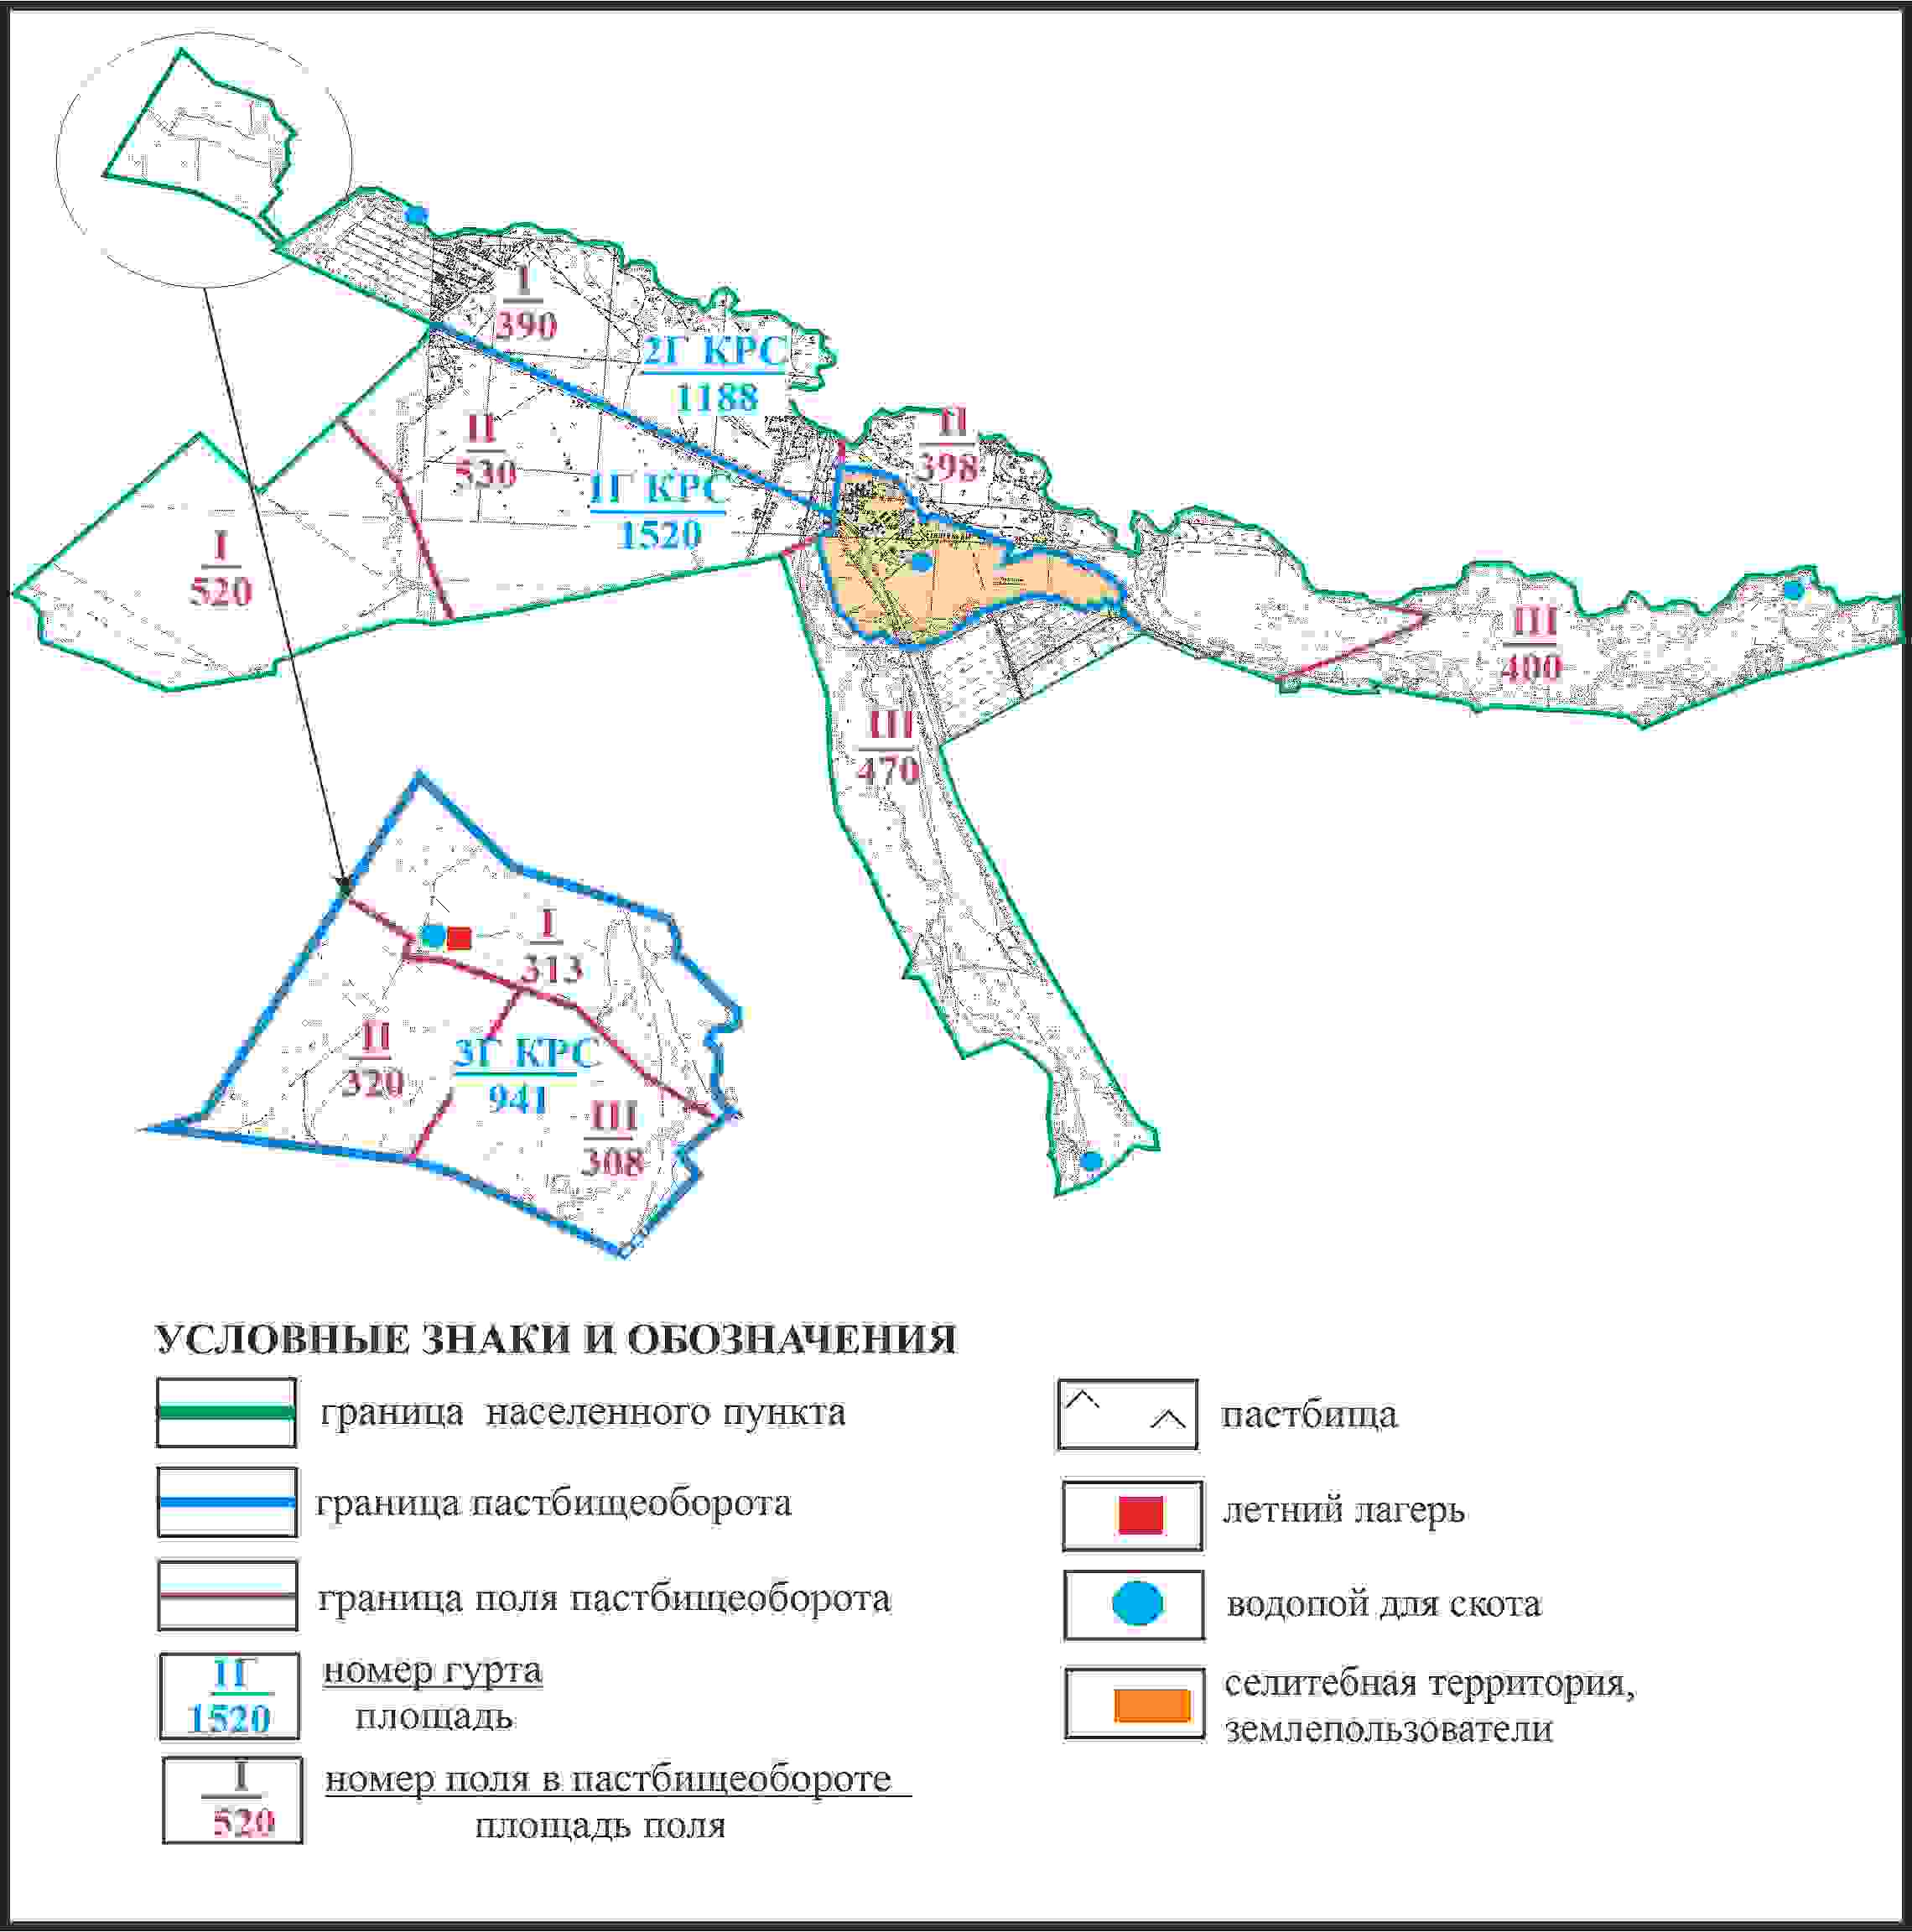 I
390
2Г КРС
1188
II
530
1Г КРС
1520
II
398
I
520
III
400
III
470
I
313
II
320
3Г КРС
941
III
308
УСЛОВНЫЕ ЗНАКИ И ОБОЗНАЧЕНИЯ
граница населенного пункта
граница пастбищеоборота
граница поля пастбищеоборота
1Г
1520
номер гурта
площадь
I
520
номер поля в пастбищеобороте
площадь поля
пастбища
летний лагерь
водопой для скота
селитебная территория,
землепользователи